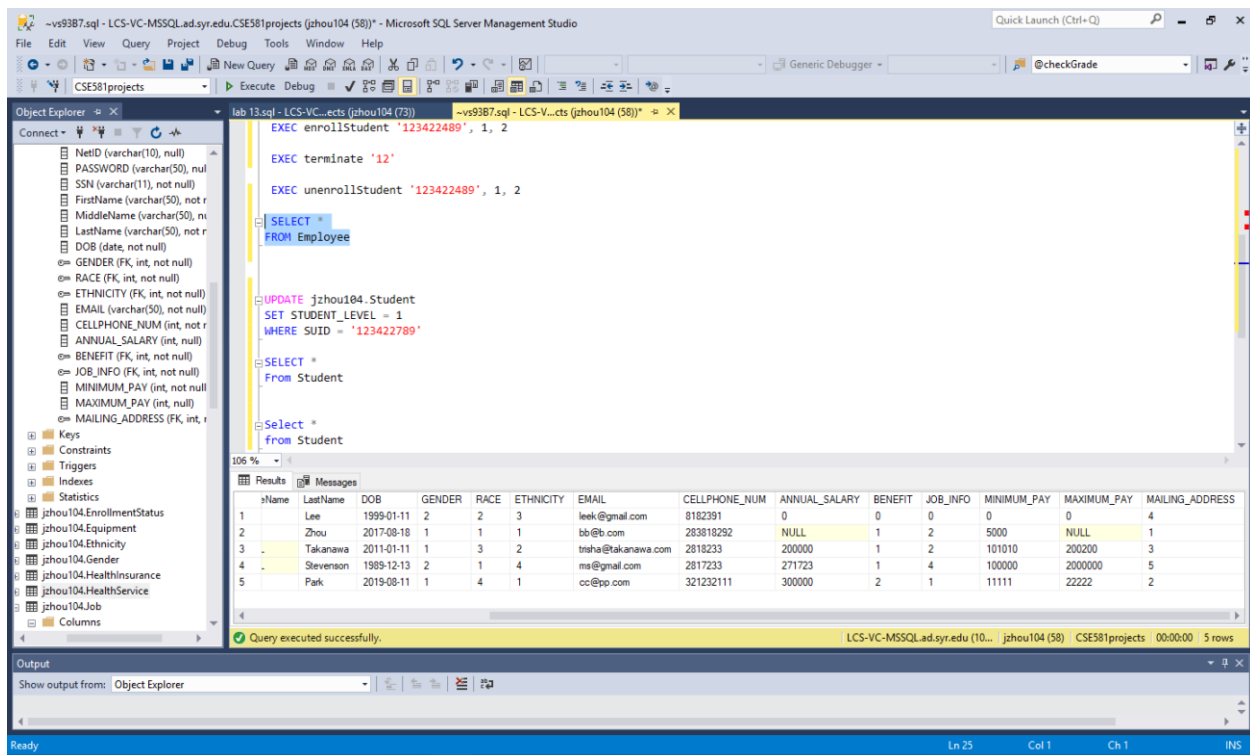 ~vs93B7.sql - LCS-VC-MSSQL.ad.syr.edu.CSE581projects (jzhou104 (58))* - Microsoft SQL Server Management Studio
Quick Launch (Ctrl+Q)
File Edit View Query Project Debug Tools Window Help
New Query
Generic Debugger
@checkGrade
CSE581projects
Execute Debug
Object Explorer
lab 13.sql - LCS-VC...ects (jzhou104 (73))
~vs93B7.sql - LCS-V...cts (jzhou104 (58))*
Connect
NetID (varchar(10), null)
PASSWORD (varchar(50), nul
SSN (varchar(11), not null)
FirstName (varchar(50), not r
MiddleName (varchar(50), nu
LastName (varchar(50), not r
DOB (date, not null)
GENDER (FK, int, not null)
RACE (FK, int, not null)
ETHNICITY (FK, int, not null)
EMAIL (varchar(50), not null)
CELLPHONE_NUM (int, not r
ANNUAL_SALARY (int, null)
BENEFIT (FK, int, not null)
JOB_INFO (FK, int, not null)
MINIMUM_PAY (int, not null
MAXIMUM_PAY (int, null)
MAILING_ADDRESS (FK, int, r
Keys
Constraints
Triggers
Indexes
Statistics
jzhou104.EnrollmentStatus
jzhou104.Equipment
jzhou104.Ethnicity
jzhou104.Gender
jzhou104.HealthInsurance
jzhou104.HealthService
jzhou104.Job
Columns
EXEC enrollStudent '123422489', 1, 2
EXEC terminate '12'
EXEC unenrollStudent '123422489', 1, 2
SELECT *
FROM Employee
UPDATE jzhou104.Student
SET STUDENT_LEVEL = 1
WHERE SUID = '123422789'
SELECT *
From Student
Select *
from Student
106 %
Results Messages
eName LastName DOB GENDER RACE ETHNICITY EMAIL CELLPHONE_NUM ANNUAL_SALARY BENEFIT JOB_INFO MINIMUM_PAY MAXIMUM_PAY MAILING_ADDRESS
1 Lee 1999-01-11 2 2 3 leek@gmail.com 8182391 0 0 0 0 0 4
2 Zhou 2017-08-18 1 1 1 bb@b.com 283818292 NULL 1 2 5000 NULL 1
3 Takanawa 2011-01-11 1 3 2 trisha@takanawa.com 2818233 200000 1 2 101010 200200 3
4 Stevenson 1989-12-13 2 1 4 ms@gmail.com 2817233 271723 1 4 100000 2000000 5
5 Park 2019-08-11 1 4 1 cc@pp.com 321232111 300000 2 1 11111 22222 2
Query executed successfully.
LCS-VC-MSSQL.ad.syr.edu (10... jzhou104 (58) CSE581projects 00:00:00 5 rows
Output
Show output from: Object Explorer
Ready
Ln 25 Col 1 Ch 1 INS